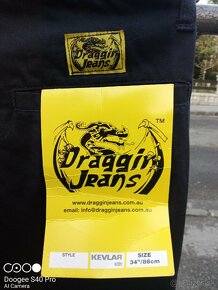 Draggin
Jeans
Draggin
Jeans
™
www.dragginjeans.com.au
email: info@dragginjeans.com.au
STYLE
KEVLAR
SIZE
34"/86cm
Doogee S40 Pro
AI CAMERA